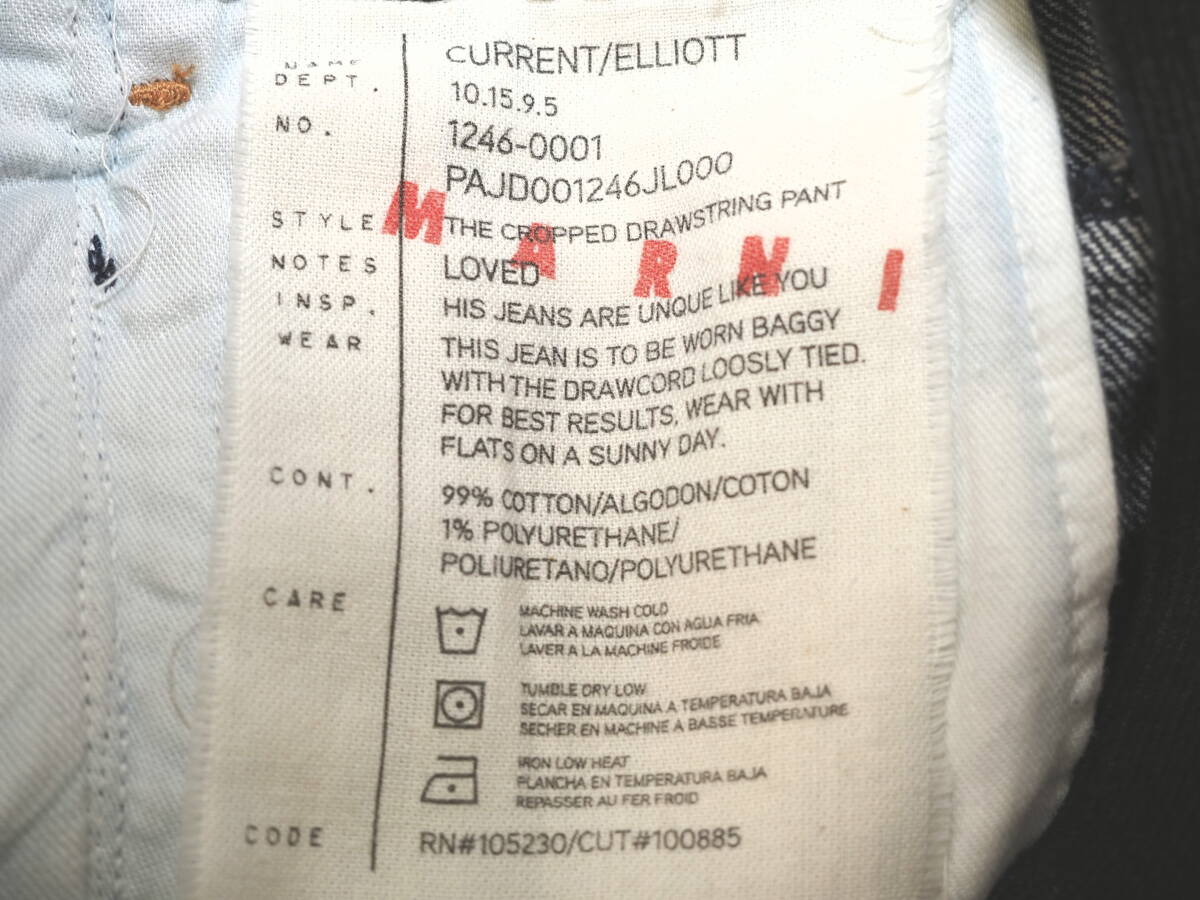 NAME CURRENT/ELLIOTT
DEPT. 10.15.9.5
NO. 1246-0001
PAJD001246JL000
STYLE THE CROPPED DRAWSTRING PANT
MARNI
NOTES LOVED
INSP. HIS JEANS ARE UNQUE LIKE YOU
WEAR THIS JEAN IS TO BE WORN BAGGY
WITH THE DRAWCORD LOOSLY TIED.
FOR BEST RESULTS, WEAR WITH
FLATS ON A SUNNY DAY.
CONT. 99% COTTON/ALGODON/COTON
1% POLYURETHANE/
POLIURETANO/POLYURETHANE
CARE MACHINE WASH COLD
LAVAR A MAQUINA CON AGUA FRIA
LAVER A LA MACHINE FROIDE
TUMBLE DRY LOW
SECAR EN MAQUINA A TEMPERATURA BAJA
SECHER EN MACHINE A BASSE TEMPERATURE
IRON LOW HEAT
PLANCHA EN TEMPERATURA BAJA
REPASSER AU FER FROID
CODE RN#105230/CUT#100885